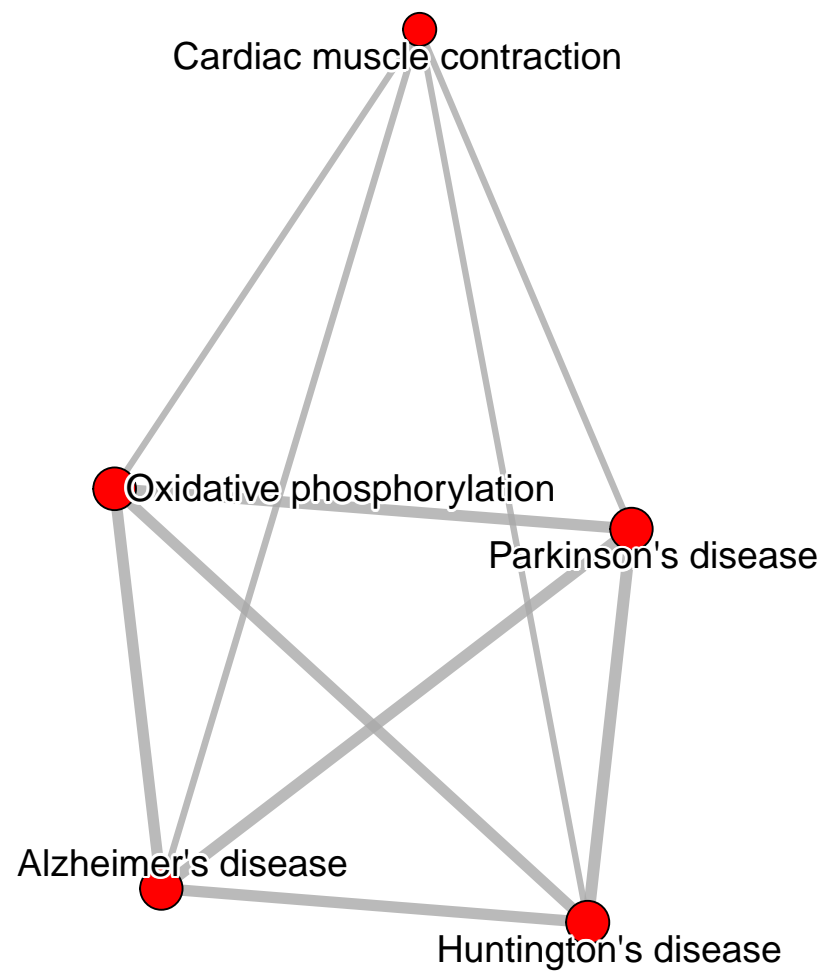 Cardiac muscle contraction
Oxidative phosphorylation
Parkinson's disease
Alzheimer's disease
Huntington's disease